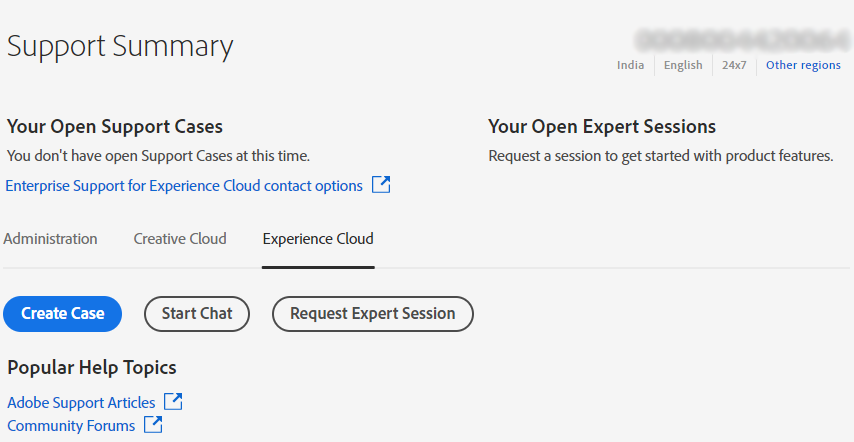 Support Summary
India English 24x7 Other regions
Your Open Support Cases
You don't have open Support Cases at this time.
Enterprise Support for Experience Cloud contact options
Your Open Expert Sessions
Request a session to get started with product features.
Administration Creative Cloud Experience Cloud
Create Case Start Chat Request Expert Session
Popular Help Topics
Adobe Support Articles
Community Forums